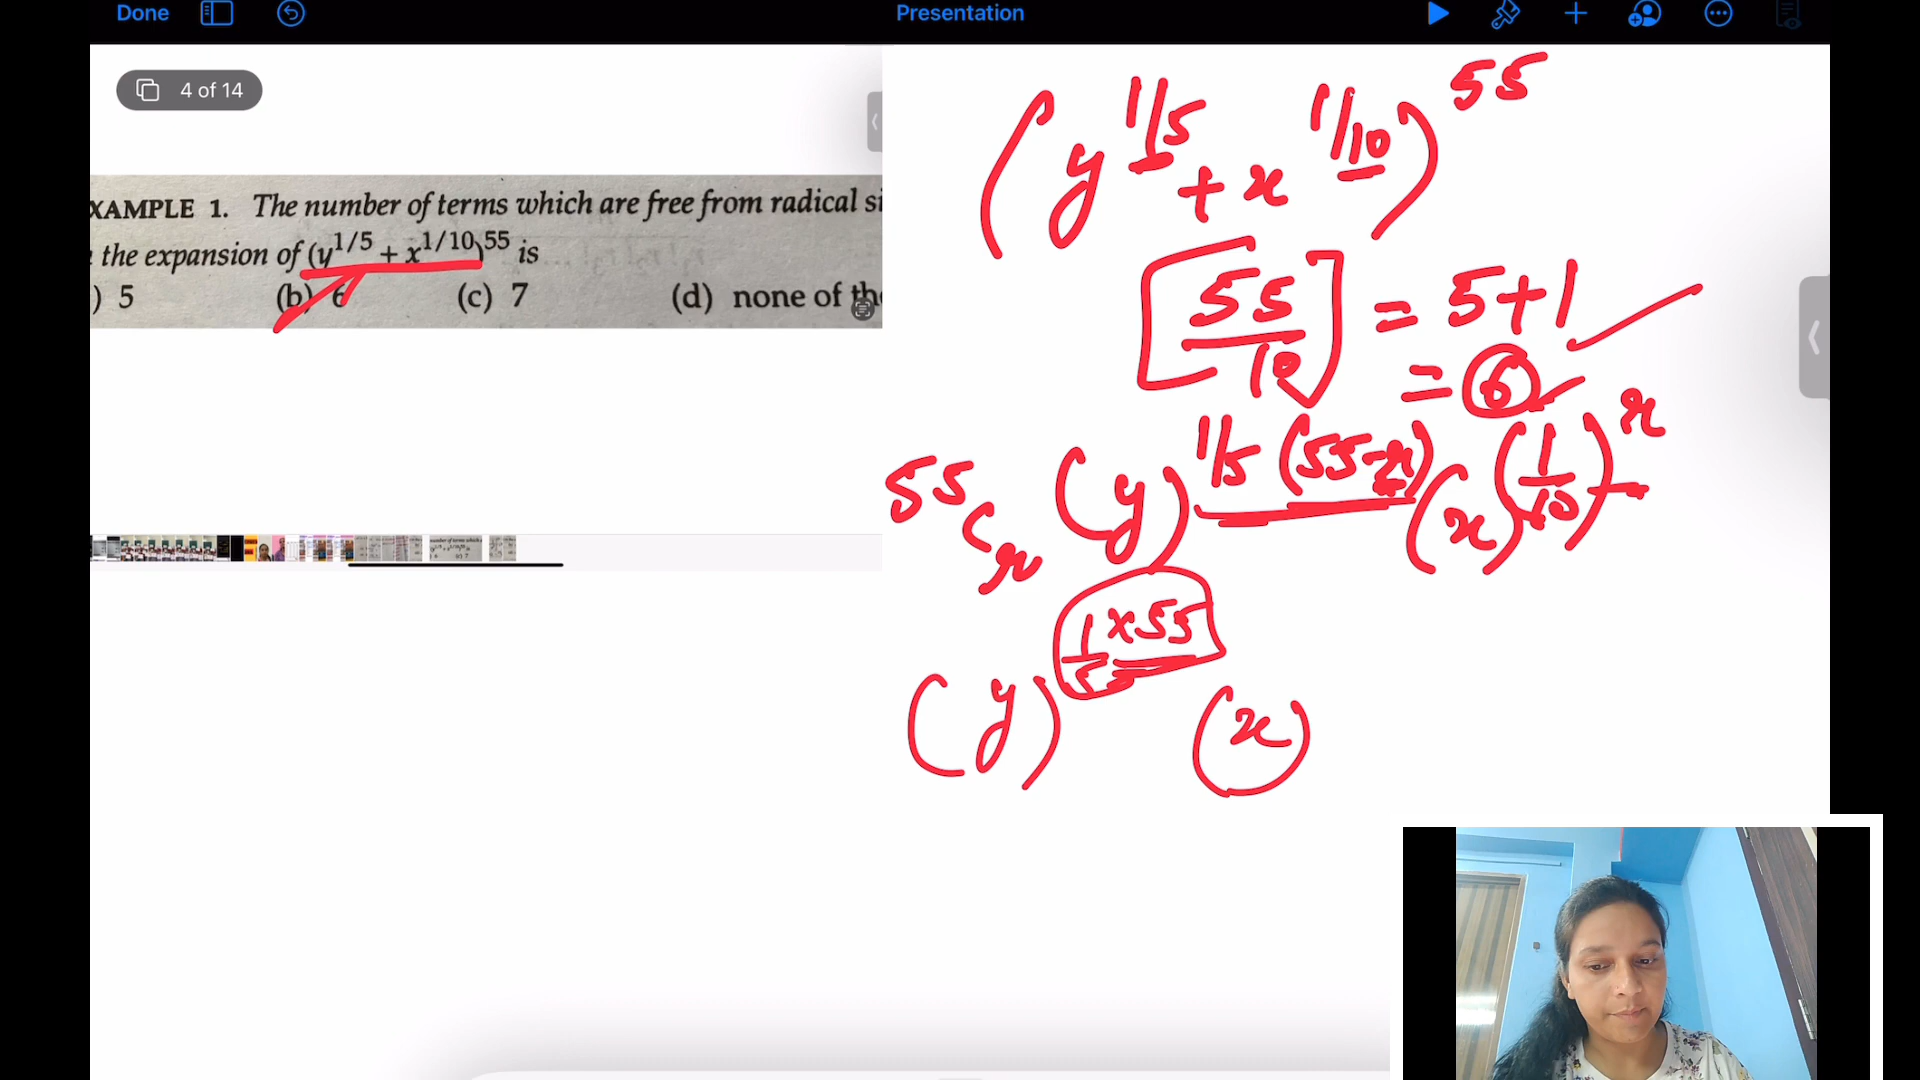 Done
Presentation
4 of 14
XAMPLE 1. The number of terms which are free from radical si
the expansion of (y^1/5 + x^1/10)^55 is
) 5 (b) 6 (c) 7 (d) none of the
(y^1/5 + x^1/10)^55
[55/10] = 5+1
= 6
55Cr (y)^1/5(55-r) (x)^(1/10)^r
(y)^1/5×55 (x)